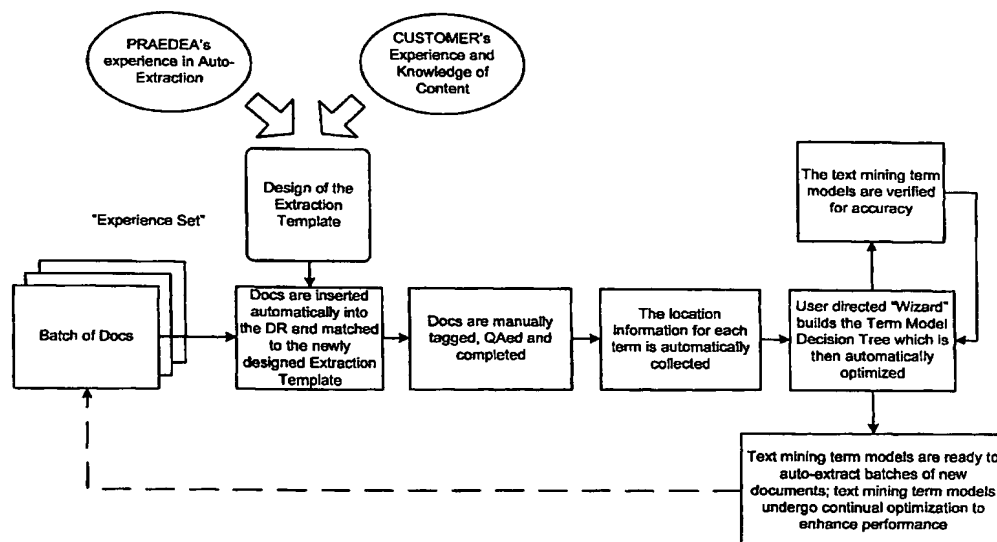 PRAEDEA's
experience in Auto-
Extraction
CUSTOMER's
Experience and
Knowledge of
Content
Design of the
Extraction
Template
The text mining term
models are verified
for accuracy
"Experience Set"
Batch of Docs
Docs are inserted
automatically into
the DR and matched
to the newly
designed Extraction
Template
Docs are manually
tagged, QAed and
completed
The location
information for each
term is automatically
collected
User directed "Wizard"
builds the Term Model
Decision Tree which is
then automatically
optimized
Text mining term models are ready to
auto-extract batches of new
documents; text mining term models
undergo continual optimization to
enhance performance